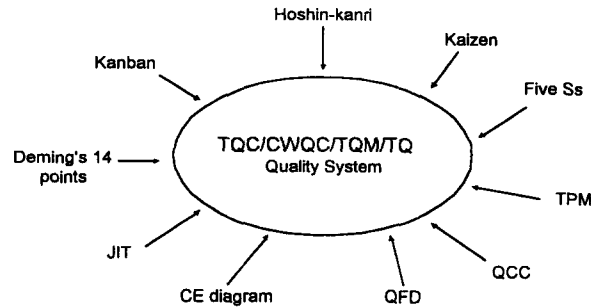 Hoshin-kanri
Kaizen
Kanban
Five Ss
TQC/CWQC/TQM/TQ
Quality System
Deming's 14
points
TPM
JIT
QCC
CE diagram
QFD